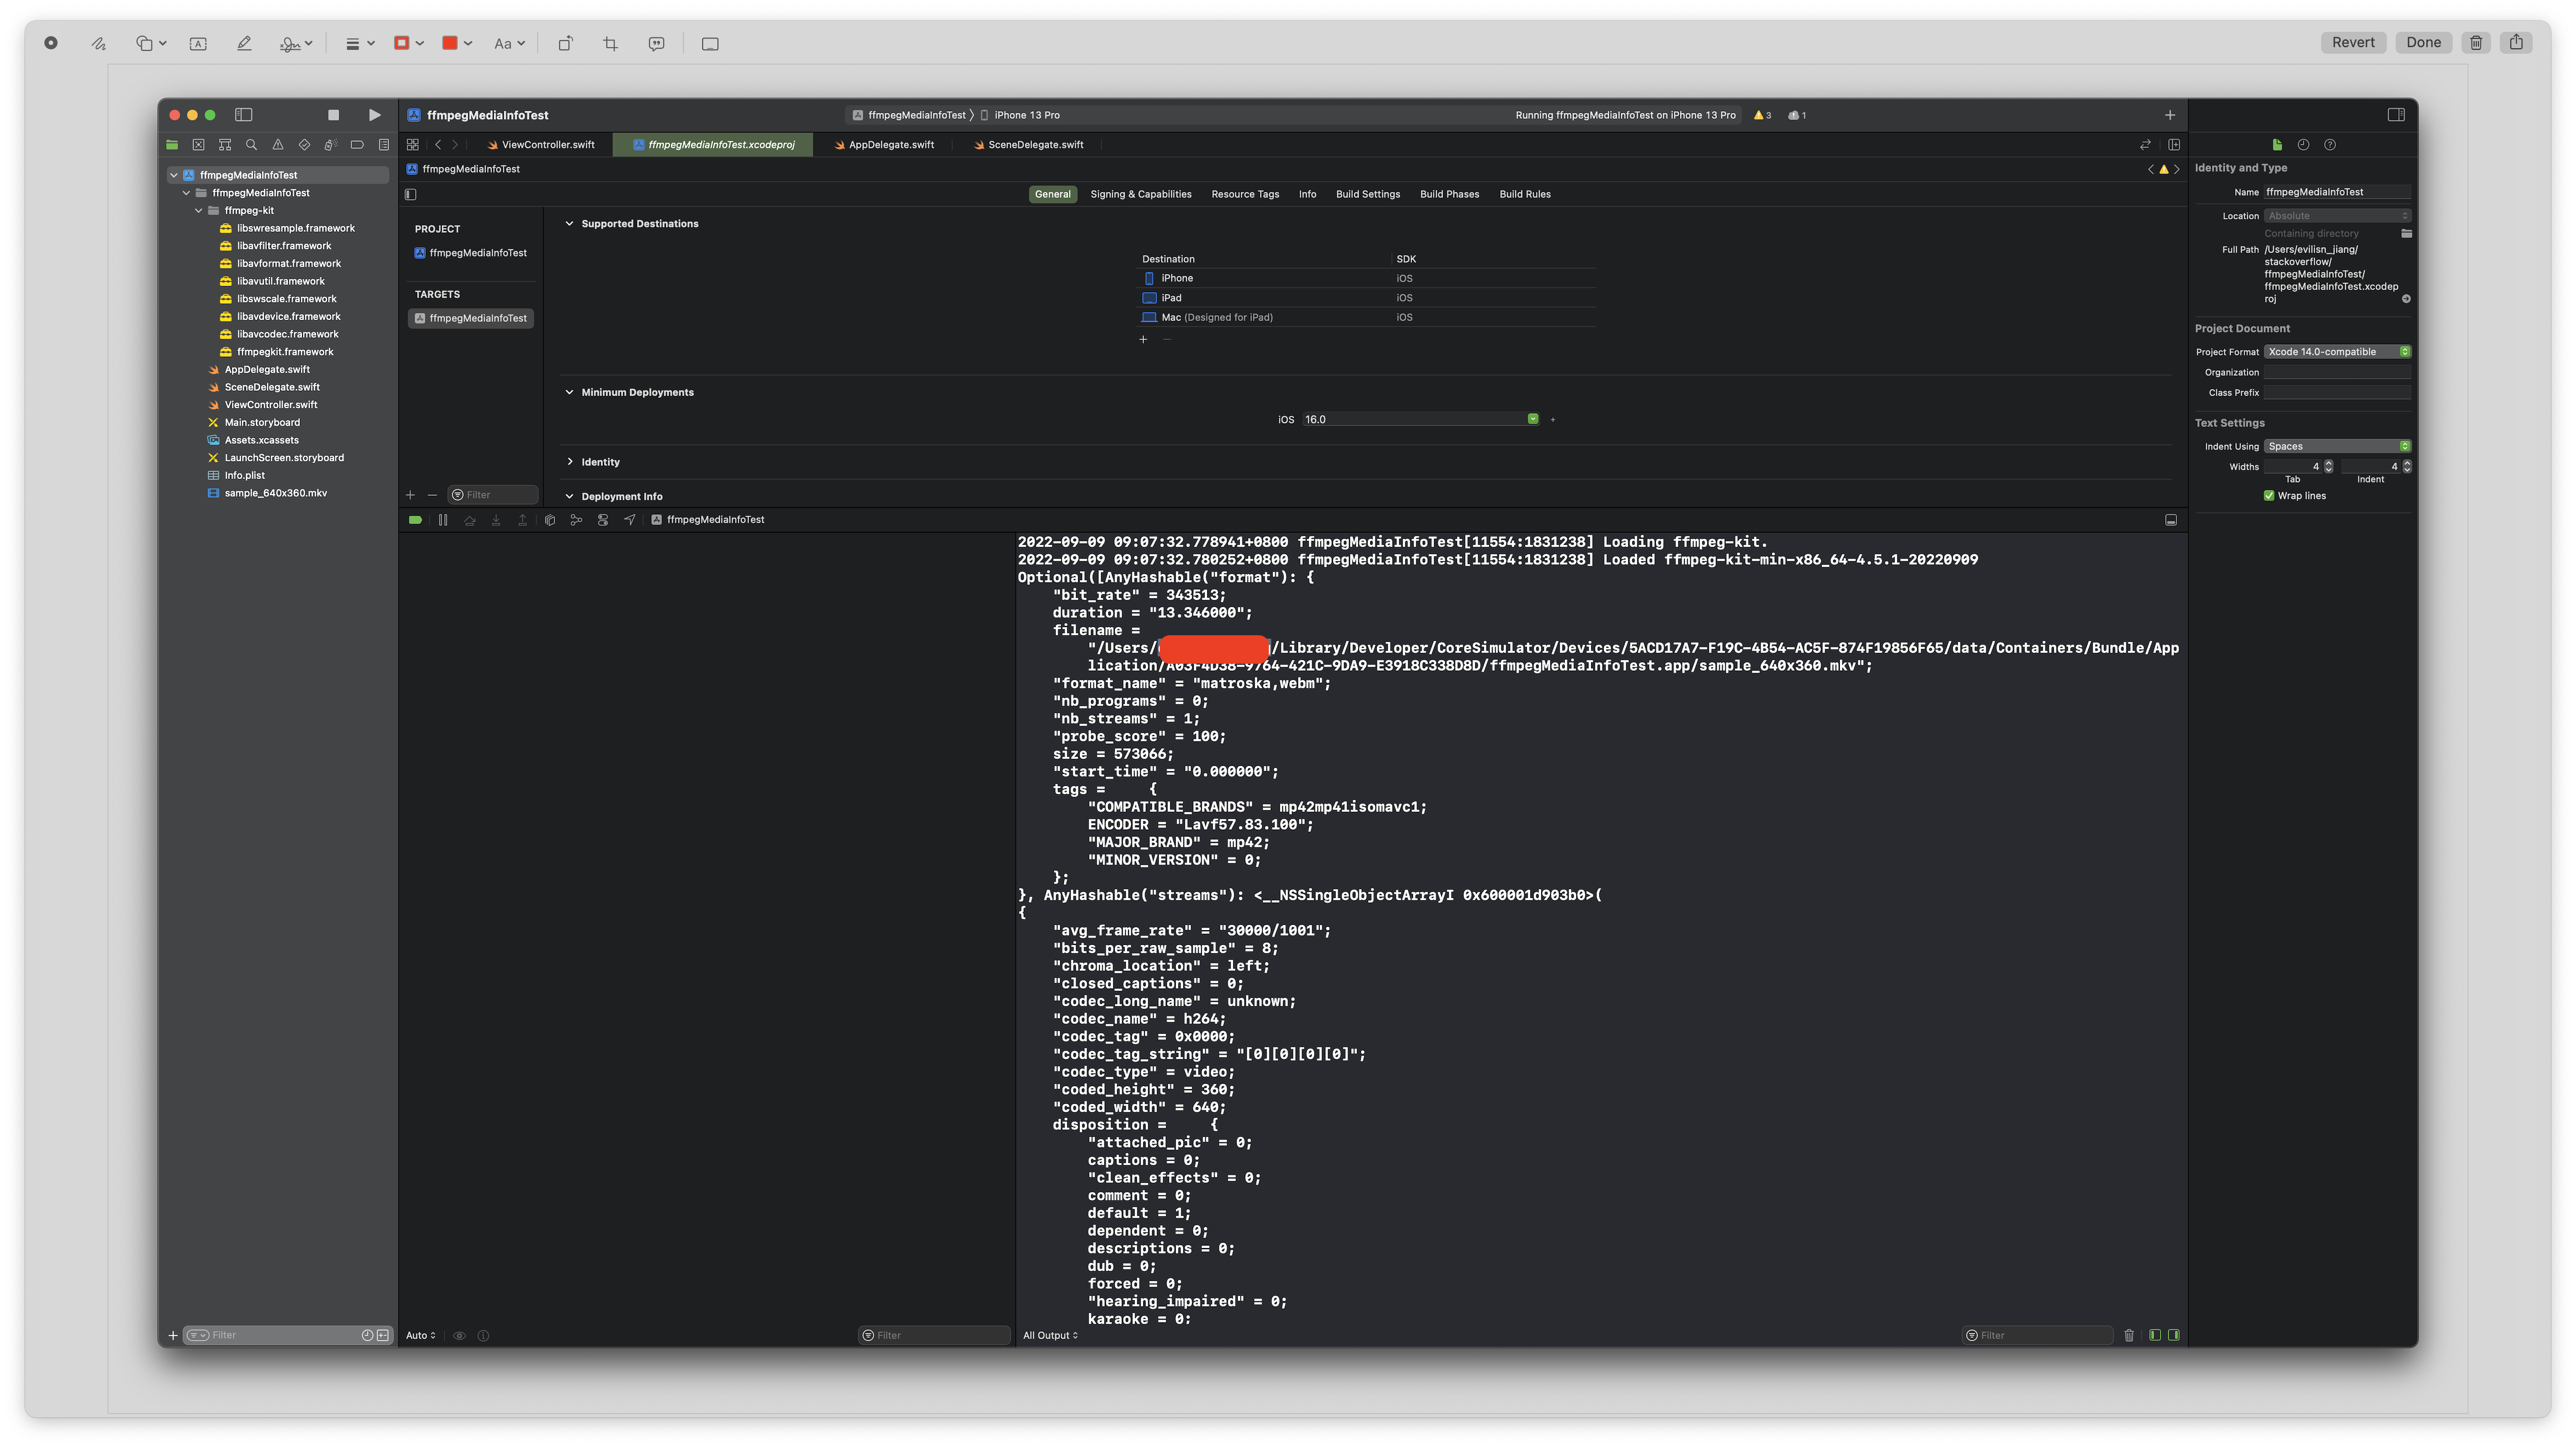 Aa
Revert
Done
ffmpegMediaInfoTest
ffmpegMediaInfoTest
iPhone 13 Pro
Running ffmpegMediaInfoTest on iPhone 13 Pro
3
1
ViewController.swift
ffmpegMediaInfoTest.xcodeproj
AppDelegate.swift
SceneDelegate.swift
ffmpegMediaInfoTest
ffmpegMediaInfoTest
ffmpegMediaInfoTest
ffmpeg-kit
libswresample.framework
libavfilter.framework
libavformat.framework
libavutil.framework
libswscale.framework
libavdevice.framework
libavcodec.framework
ffmpegkit.framework
AppDelegate.swift
SceneDelegate.swift
ViewController.swift
Main.storyboard
Assets.xcassets
LaunchScreen.storyboard
Info.plist
sample_640x360.mkv
Filter
General
Signing & Capabilities
Resource Tags
Info
Build Settings
Build Phases
Build Rules
PROJECT
ffmpegMediaInfoTest
TARGETS
ffmpegMediaInfoTest
Filter
Supported Destinations
Destination SDK
iPhone iOS
iPad iOS
Mac (Designed for iPad) iOS
Minimum Deployments
iOS 16.0
Identity
Deployment Info
ffmpegMediaInfoTest
2022-09-09 09:07:32.778941+0800 ffmpegMediaInfoTest[11554:1831238] Loading ffmpeg-kit.
2022-09-09 09:07:32.780252+0800 ffmpegMediaInfoTest[11554:1831238] Loaded ffmpeg-kit-min-x86_64-4.5.1-20220909
Optional([AnyHashable("format"): {
"bit_rate" = 343513;
duration = "13.346000";
filename =
"/Users/ /Library/Developer/CoreSimulator/Devices/5ACD17A7-F19C-4B54-AC5F-874F19856F65/data/Containers/Bundle/App
lication/A03F4D38-9764-421C-9DA9-E3918C338D8D/ffmpegMediaInfoTest.app/sample_640x360.mkv";
"format_name" = "matroska,webm";
"nb_programs" = 0;
"nb_streams" = 1;
"probe_score" = 100;
size = 573066;
"start_time" = "0.000000";
tags = {
"COMPATIBLE_BRANDS" = mp42mp41isomavc1;
ENCODER = "Lavf57.83.100";
"MAJOR_BRAND" = mp42;
"MINOR_VERSION" = 0;
};
}, AnyHashable("streams"): <__NSSingleObjectArrayI 0x600001d903b0>(
{
"avg_frame_rate" = "30000/1001";
"bits_per_raw_sample" = 8;
"chroma_location" = left;
"closed_captions" = 0;
"codec_long_name" = unknown;
"codec_name" = h264;
"codec_tag" = 0x0000;
"codec_tag_string" = "[0][0][0][0]";
"codec_type" = video;
"coded_height" = 360;
"coded_width" = 640;
disposition = {
"attached_pic" = 0;
captions = 0;
"clean_effects" = 0;
comment = 0;
default = 1;
dependent = 0;
descriptions = 0;
dub = 0;
forced = 0;
"hearing_impaired" = 0;
karaoke = 0;
Auto
Filter
All Output
Filter
Identity and Type
Name ffmpegMediaInfoTest
Location Absolute
Containing directory
Full Path /Users/evilisn_jiang/
stackoverflow/
ffmpegMediaInfoTest/
ffmpegMediaInfoTest.xcodep
roj
Project Document
Project Format Xcode 14.0-compatible
Organization
Class Prefix
Text Settings
Indent Using Spaces
Widths 4 4
Tab Indent
Wrap lines